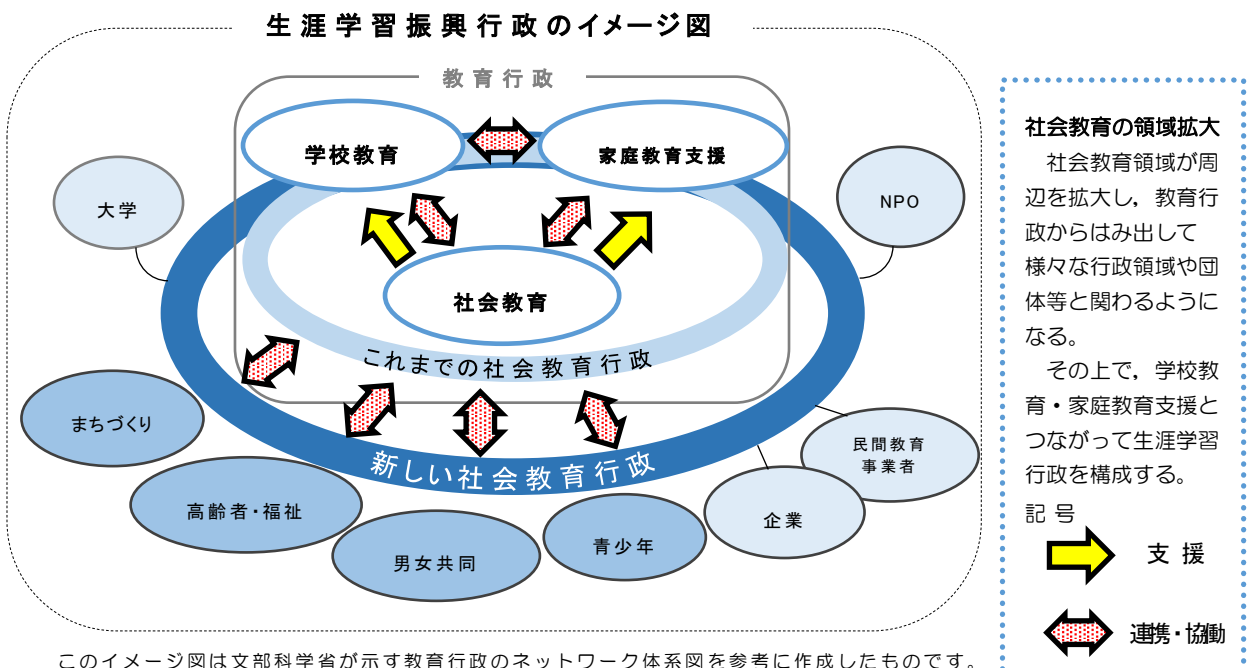 生涯学習振興行政のイメージ図
教育行政
学校教育
家庭教育支援
大学
NPO
社会教育
これまでの社会教育行政
まちづくり
新しい社会教育行政
民間教育
事業者
高齢者・福祉
企業
青少年
男女共同
このイメージ図は文部科学省が示す教育行政のネットワーク体系図を参考に作成したものです。
社会教育の領域拡大
社会教育領域が周
辺を拡大し，教育行
政からはみ出して
様々な行政領域や団
体等と関わるように
なる。
その上で，学校教
育・家庭教育支援と
つながって生涯学習
行政を構成する。
記号
支援
連携・協働